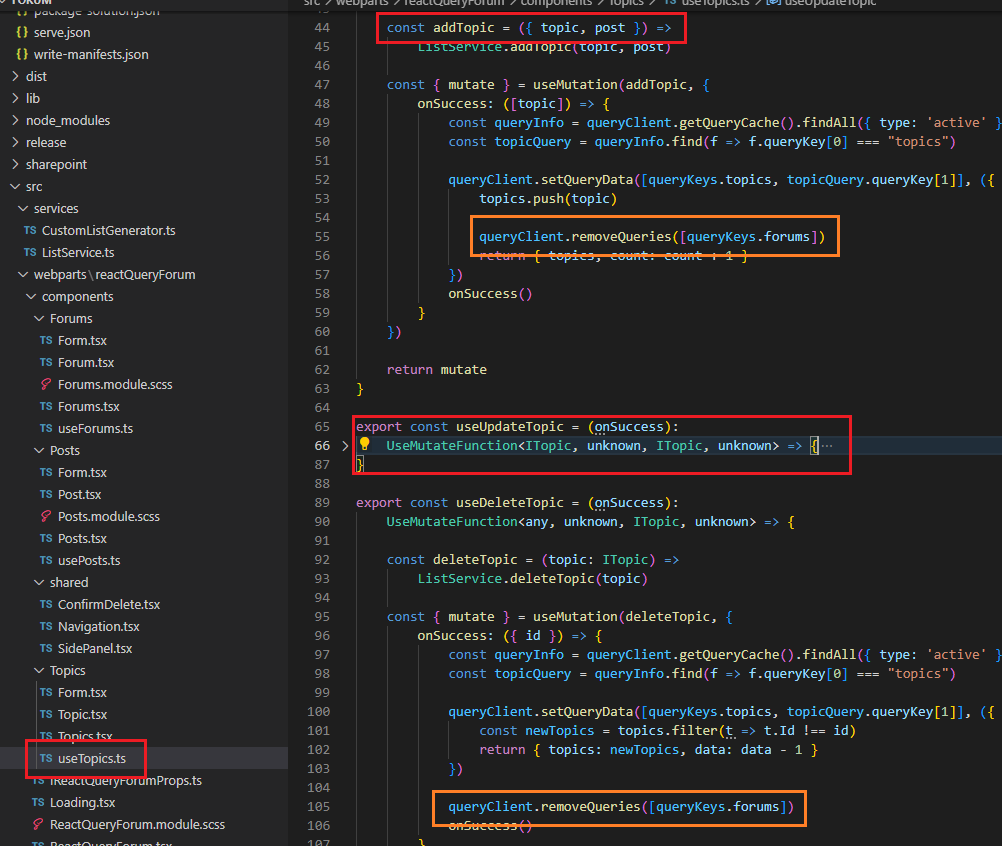 FORUM
package-solution.json
{} serve.json
{} write-manifests.json
> dist
> lib
> node_modules
> release
> sharepoint
src
services
TS CustomListGenerator.ts
TS ListService.ts
webparts\reactQueryForum
components
Forums
TS Form.tsx
TS Forum.tsx
Forums.module.scss
TS Forums.tsx
TS useForums.ts
Posts
TS Form.tsx
TS Post.tsx
Posts.module.scss
TS Posts.tsx
TS usePosts.ts
shared
TS ConfirmDelete.tsx
TS Navigation.tsx
TS SidePanel.tsx
Topics
TS Form.tsx
TS Topic.tsx
TS Topics.tsx
TS useTopics.ts
TS IReactQueryForumProps.ts
TS Loading.tsx
ReactQueryForum.module.scss
TS ReactQueryForum.tsx
src > webparts > reactQueryForum > components > Topics > TS useTopics.ts > useUpdateTopic
44 const addTopic = ({ topic, post }) =>
45 ListService.addTopic(topic, post)
46
47 const { mutate } = useMutation(addTopic, {
48 onSuccess: ([topic]) => {
49 const queryInfo = queryClient.getQueryCache().findAll({ type: 'active' }
50 const topicQuery = queryInfo.find(f => f.queryKey[0] === "topics")
51
52 queryClient.setQueryData([queryKeys.topics, topicQuery.queryKey[1]], ({
53 topics.push(topic)
54
55 queryClient.removeQueries([queryKeys.forums])
56 return { topics, count: count + 1 }
57 })
58 onSuccess()
59 }
60 })
61
62 return mutate
63 }
64
65 export const useUpdateTopic = (onSuccess):
66 UseMutateFunction<ITopic, unknown, ITopic, unknown> => {…
87 }
88
89 export const useDeleteTopic = (onSuccess):
90 UseMutateFunction<any, unknown, ITopic, unknown> => {
91
92 const deleteTopic = (topic: ITopic) =>
93 ListService.deleteTopic(topic)
94
95 const { mutate } = useMutation(deleteTopic, {
96 onSuccess: ({ id }) => {
97 const queryInfo = queryClient.getQueryCache().findAll({ type: 'active' }
98 const topicQuery = queryInfo.find(f => f.queryKey[0] === "topics")
99
100 queryClient.setQueryData([queryKeys.topics, topicQuery.queryKey[1]], ({
101 const newTopics = topics.filter(t => t.Id !== id)
102 return { topics: newTopics, data: data - 1 }
103 })
104
105 queryClient.removeQueries([queryKeys.forums])
106 onSuccess()
107 }